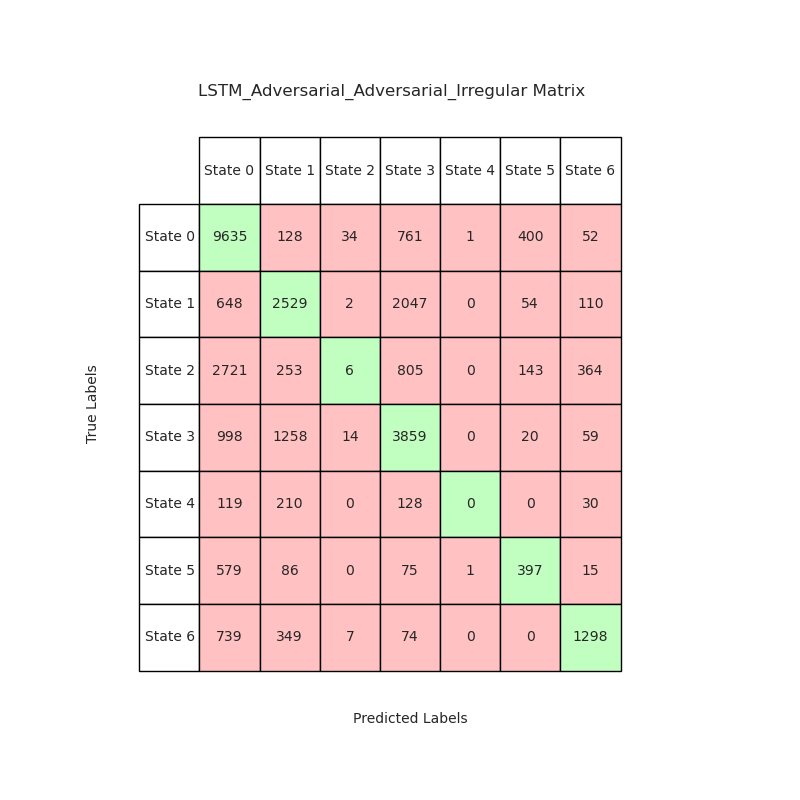 LSTM_Adversarial_Adversarial_Irregular Matrix
State 0 State 1 State 2 State 3 State 4 State 5 State 6
State 0 9635 128 34 761 1 400 52
State 1 648 2529 2 2047 0 54 110
State 2 2721 253 6 805 0 143 364
True Labels
State 3 998 1258 14 3859 0 20 59
State 4 119 210 0 128 0 0 30
State 5 579 86 0 75 1 397 15
State 6 739 349 7 74 0 0 1298
Predicted Labels